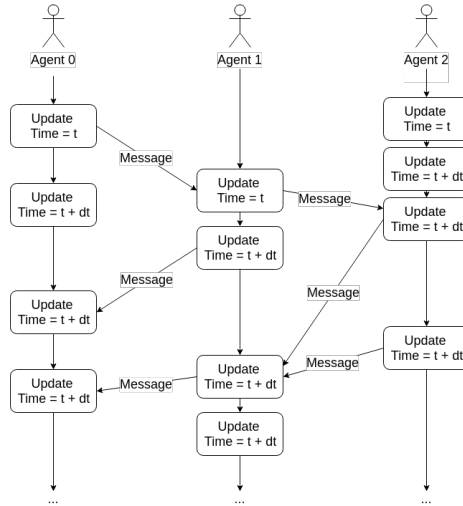 Agent 0
Agent 1
Agent 2
Update
Time = t
Update
Time = t
Message
Update
Time = t + dt
Update
Time = t
Message
Update
Time = t + dt
Update
Time = t + dt
Update
Time = t + dt
Message
Message
Update
Time = t + dt
Update
Time = t + dt
Message
Update
Time = t + dt
Message
Update
Time = t + dt
Update
Time = t + dt
...
...
...